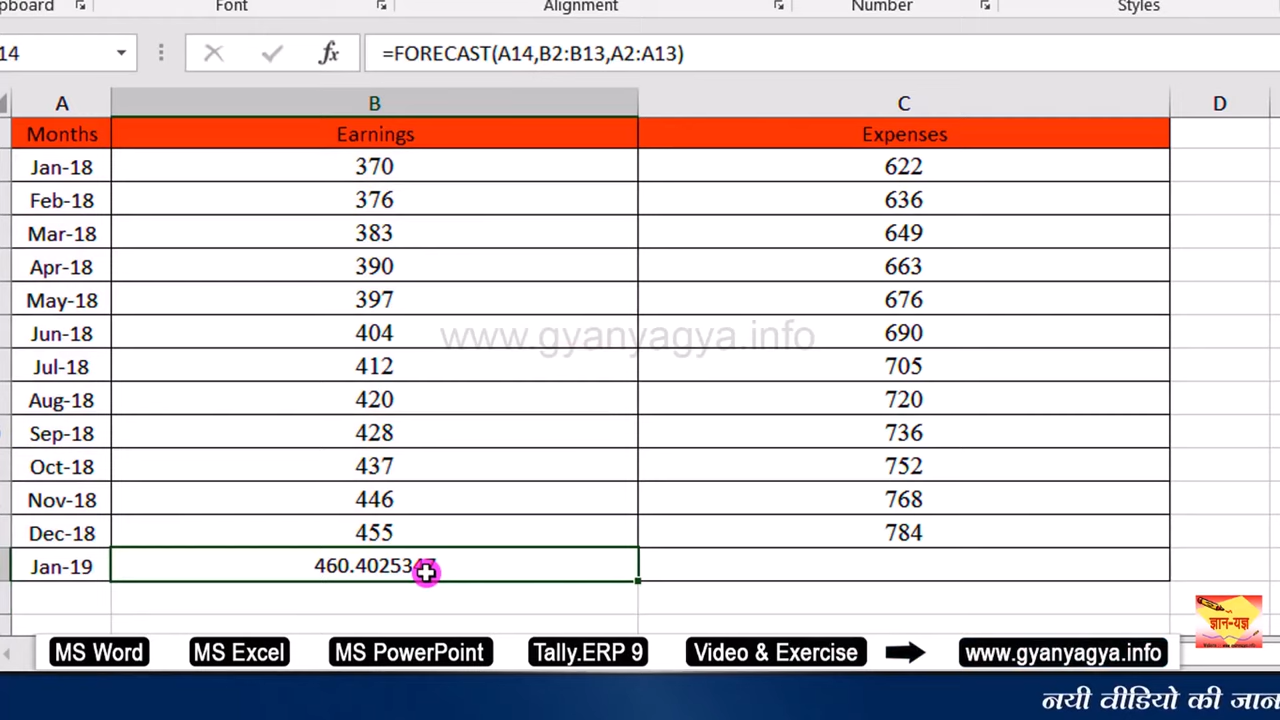 pboard Font Alignment Number Styles
14 fx =FORECAST(A14,B2:B13,A2:A13)
A B C D
Months Earnings Expenses
Jan-18 370 622
Feb-18 376 636
Mar-18 383 649
Apr-18 390 663
May-18 397 676
Jun-18 404 690
www.gyanyagya.info
Jul-18 412 705
Aug-18 420 720
Sep-18 428 736
Oct-18 437 752
Nov-18 446 768
Dec-18 455 784
Jan-19 460.4025347
ज्ञान-यज्ञ
MS Word MS Excel MS PowerPoint Tally.ERP 9 Video & Exercise www.gyanyagya.info
नयी वीडियो की जान